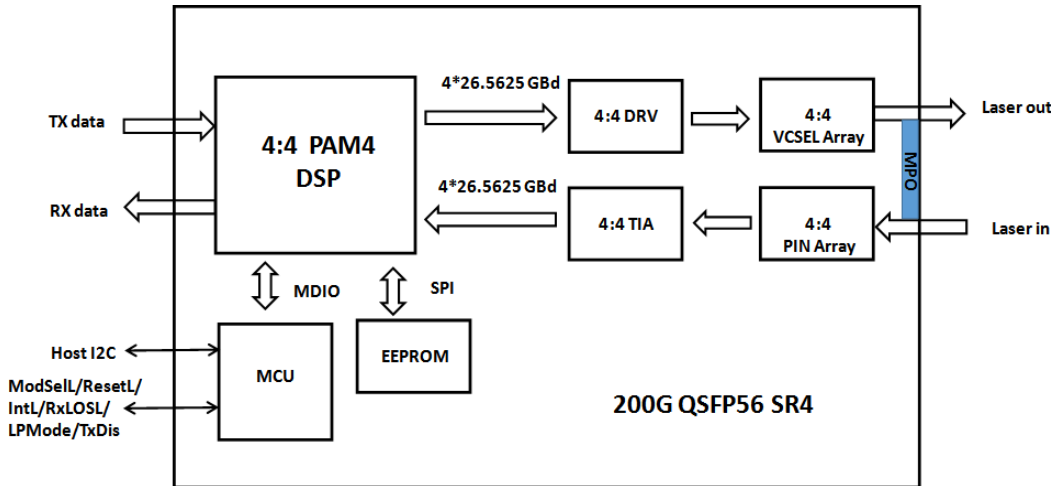 4*26.5625 GBd
TX data
4:4 PAM4
DSP
4:4 DRV
4:4
VCSEL Array
Laser out
MPO
4*26.5625 GBd
RX data
4:4 TIA
4:4
PIN Array
Laser in
MDIO
SPI
Host I2C
MCU
EEPROM
ModSelL/ResetL/
IntL/RxLOSL/
LPMode/TxDis
200G QSFP56 SR4